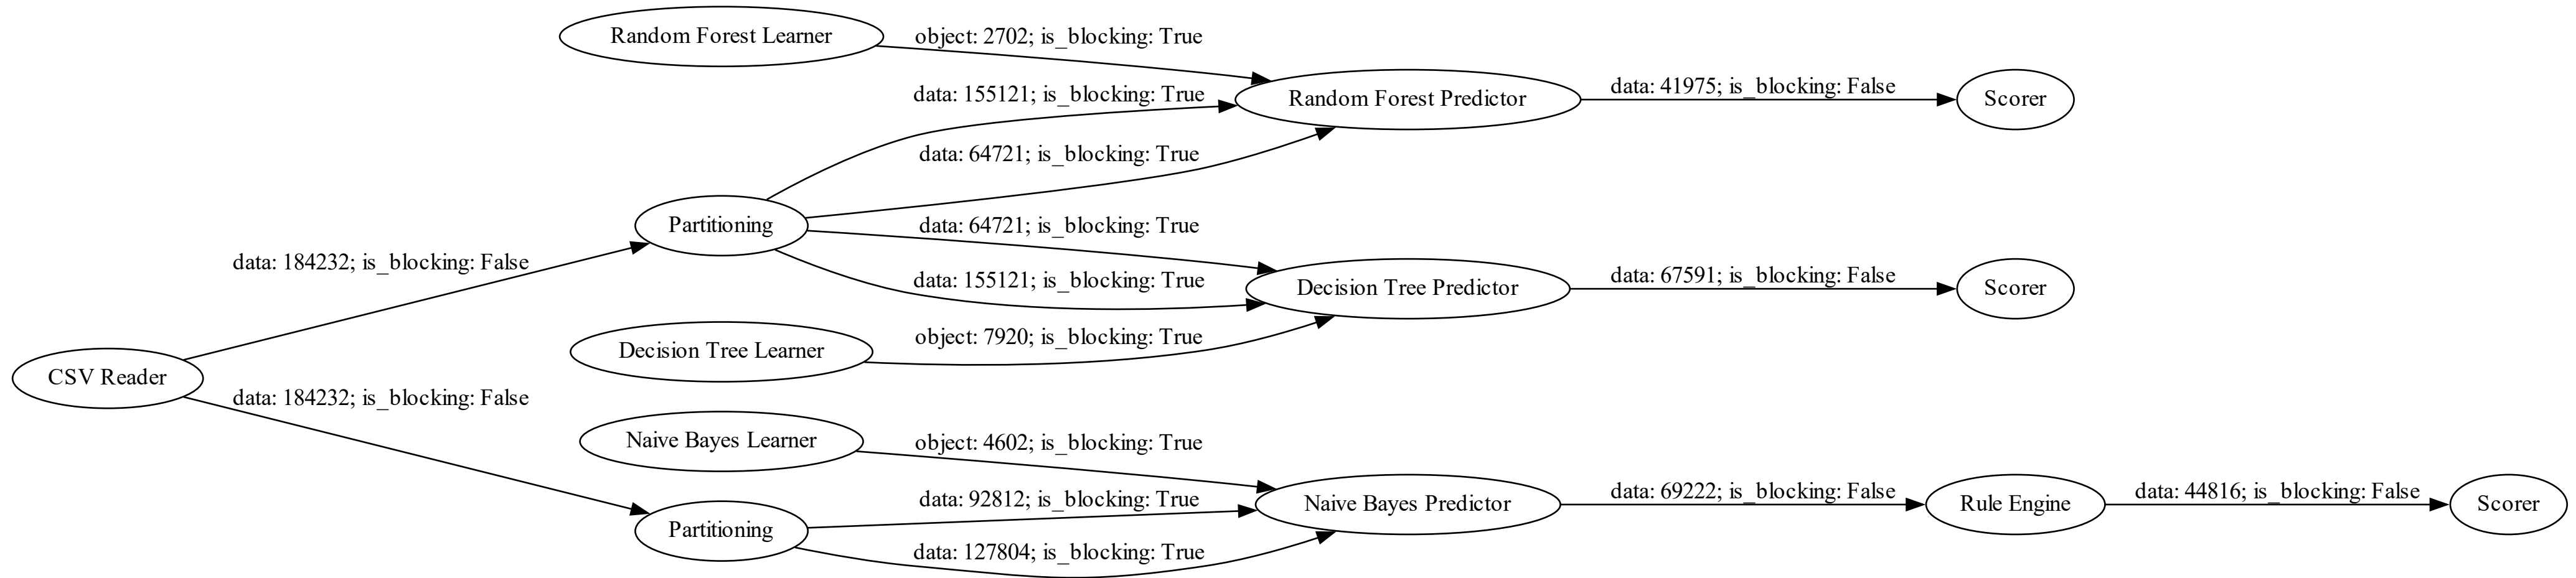 Random Forest Learner
object: 2702; is_blocking: True
data: 155121; is_blocking: True
Random Forest Predictor
data: 41975; is_blocking: False
Scorer
data: 64721; is_blocking: True
Partitioning
data: 64721; is_blocking: True
data: 184232; is_blocking: False
data: 155121; is_blocking: True
Decision Tree Predictor
data: 67591; is_blocking: False
Scorer
Decision Tree Learner
object: 7920; is_blocking: True
CSV Reader
data: 184232; is_blocking: False
Naive Bayes Learner
object: 4602; is_blocking: True
data: 92812; is_blocking: True
Naive Bayes Predictor
data: 69222; is_blocking: False
Rule Engine
data: 44816; is_blocking: False
Scorer
Partitioning
data: 127804; is_blocking: True